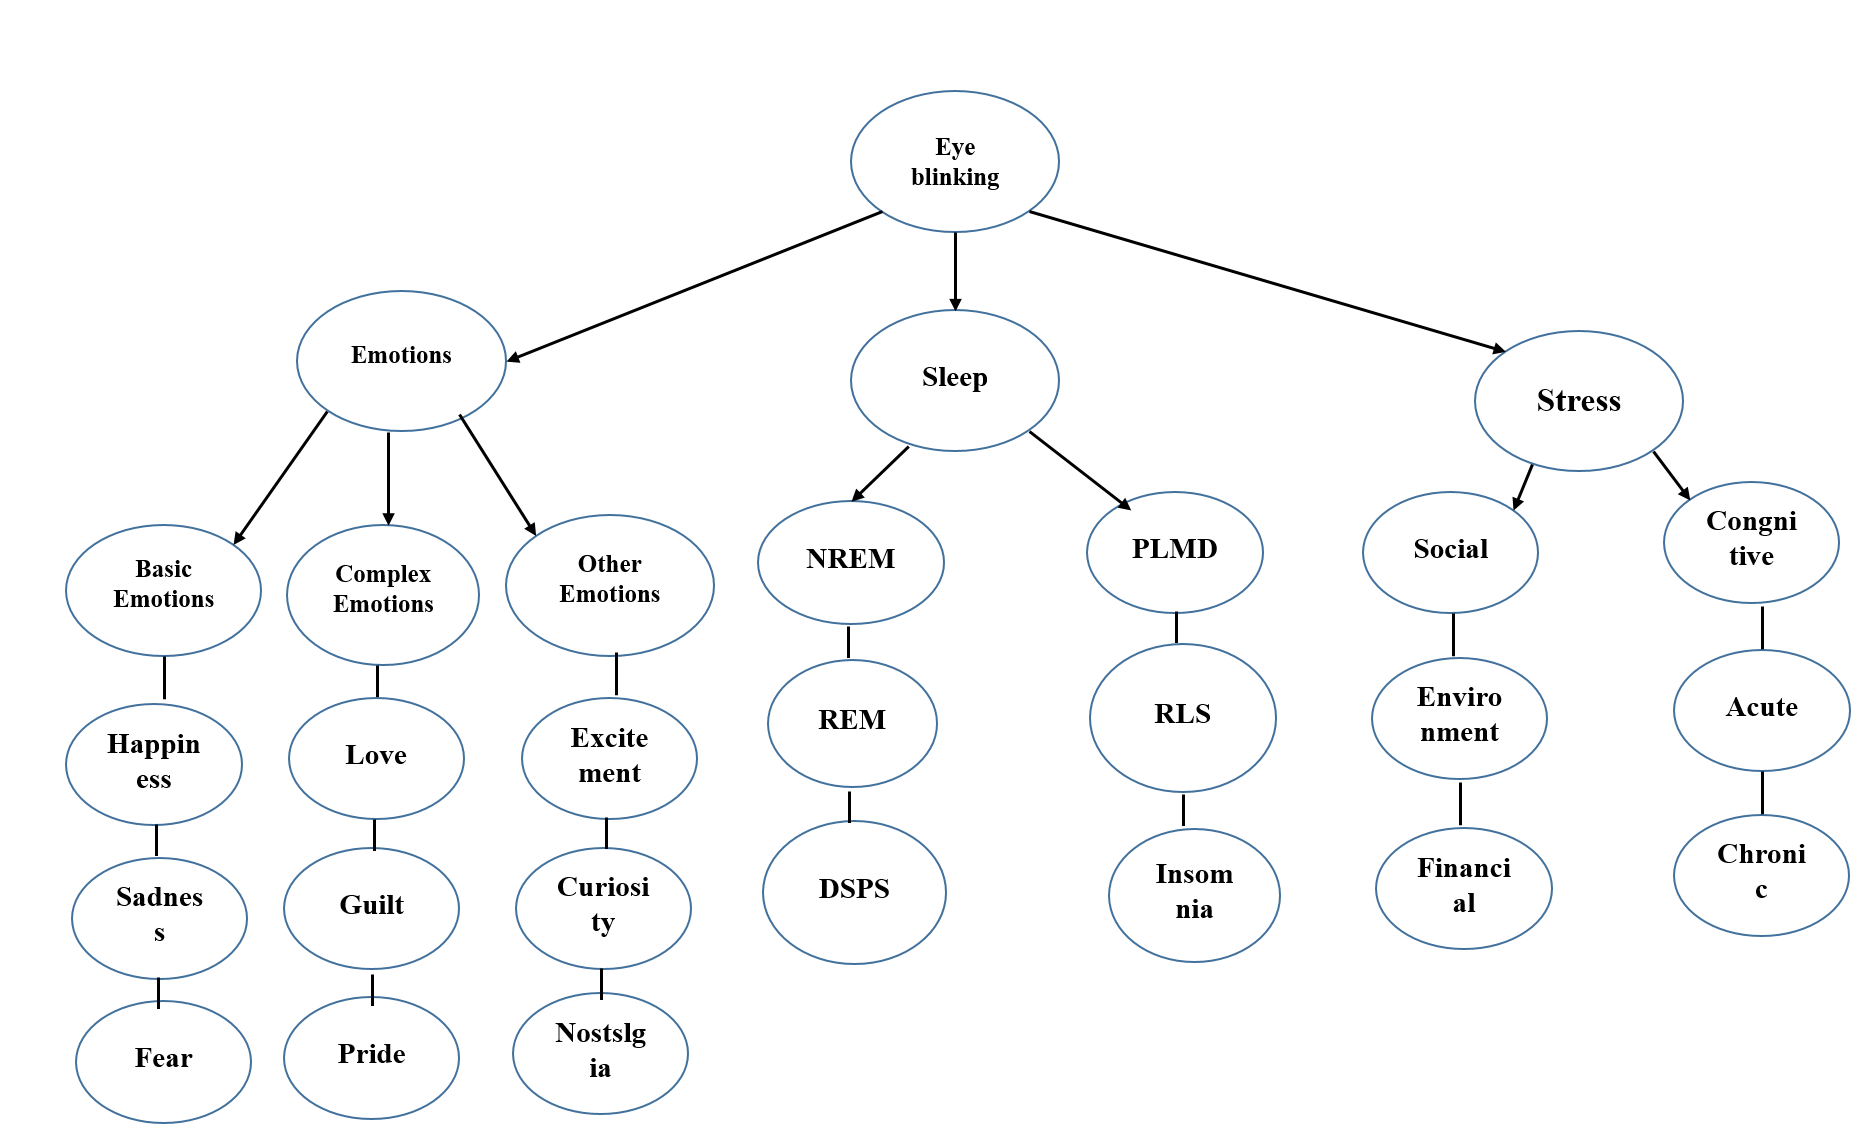 Eye
blinking
Emotions
Sleep
Stress
Basic
Emotions
Complex
Emotions
Other
Emotions
NREM
PLMD
Social
Congni
tive
Happin
ess
Love
Excite
ment
REM
RLS
Enviro
nment
Acute
Sadnes
s
Guilt
Curiosi
ty
DSPS
Insom
nia
Financi
al
Chroni
c
Fear
Pride
Nostslg
ia